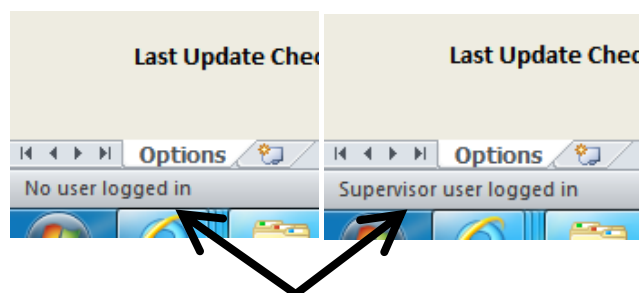 Last Update Chec
Options
No user logged in
Last Update Chec
Options
Supervisor user logged in